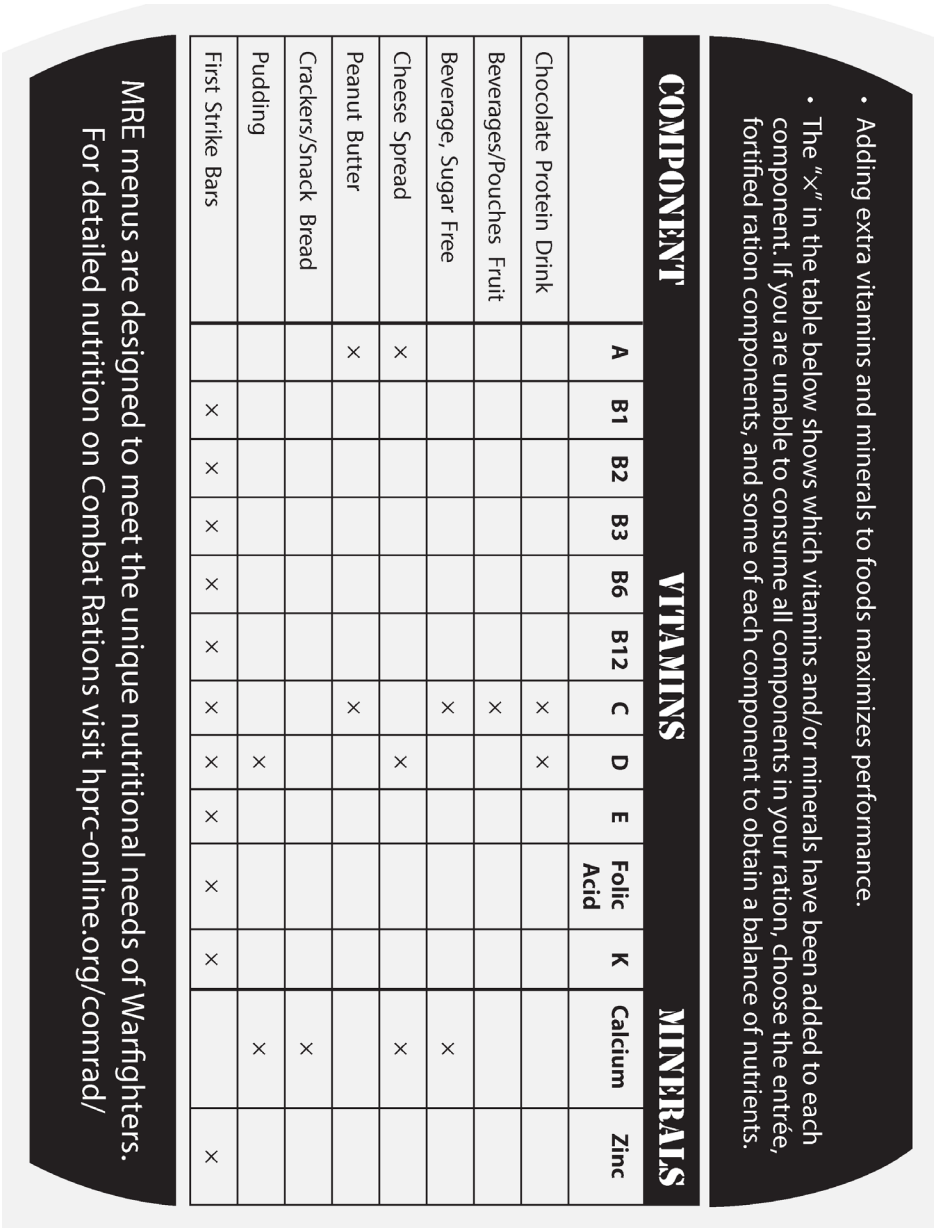 • Adding extra vitamins and minerals to foods maximizes performance.
• The “×” in the table below shows which vitamins and/or minerals have been added to each
component. If you are unable to consume all components in your ration, choose the entrée,
fortified ration components, and some of each component to obtain a balance of nutrients.
COMPONENT VITAMINS MINERALS
A B1 B2 B3 B6 B12 C D E Folic Acid K Calcium Zinc
Chocolate Protein Drink × ×
Beverages/Pouches Fruit ×
Beverage, Sugar Free × ×
Cheese Spread × × ×
Peanut Butter × ×
Crackers/Snack Bread ×
Pudding × ×
First Strike Bars × × × × × × × × × × ×
MRE menus are designed to meet the unique nutritional needs of Warfighters.
For detailed nutrition on Combat Rations visit hprc-online.org/comrad/